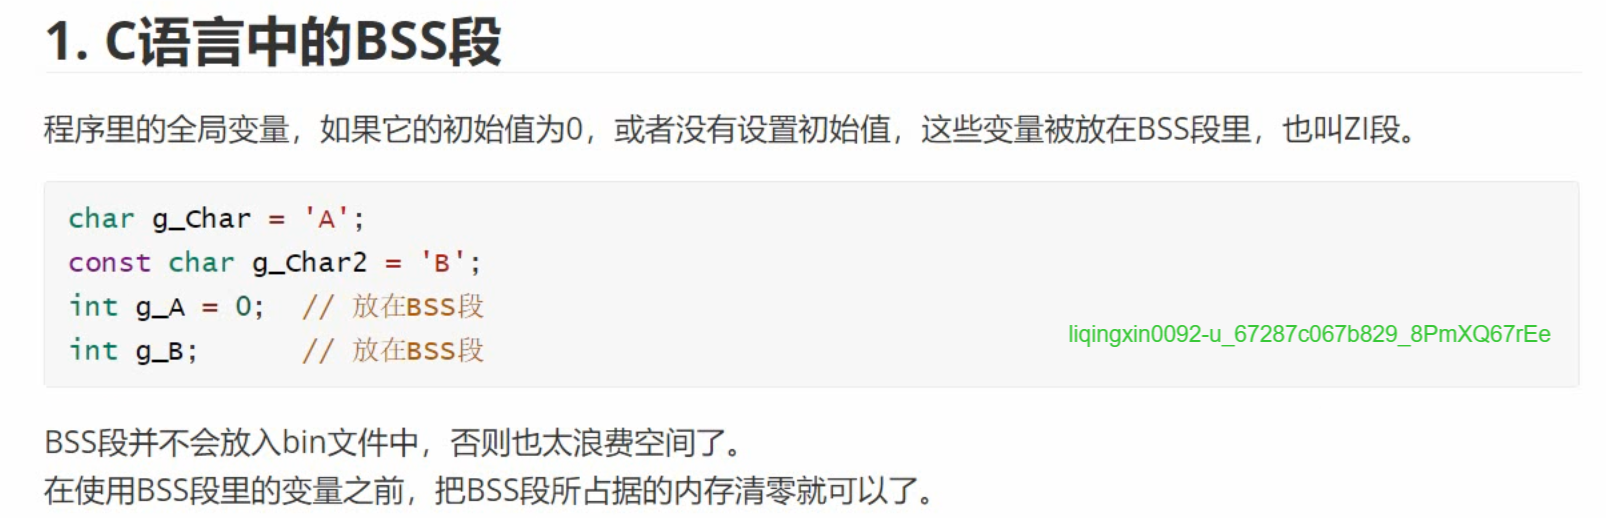 1. C语言中的BSS段
程序里的全局变量，如果它的初始值为0，或者没有设置初始值，这些变量被放在BSS段里，也叫ZI段。
char g_Char = 'A';
const char g_Char2 = 'B';
int g_A = 0;  // 放在BSS段
int g_B;      // 放在BSS段
liqingxin0092-u_67287c067b829_8PmXQ67rEe
BSS段并不会放入bin文件中，否则也太浪费空间了。
在使用BSS段里的变量之前，把BSS段所占据的内存清零就可以了。